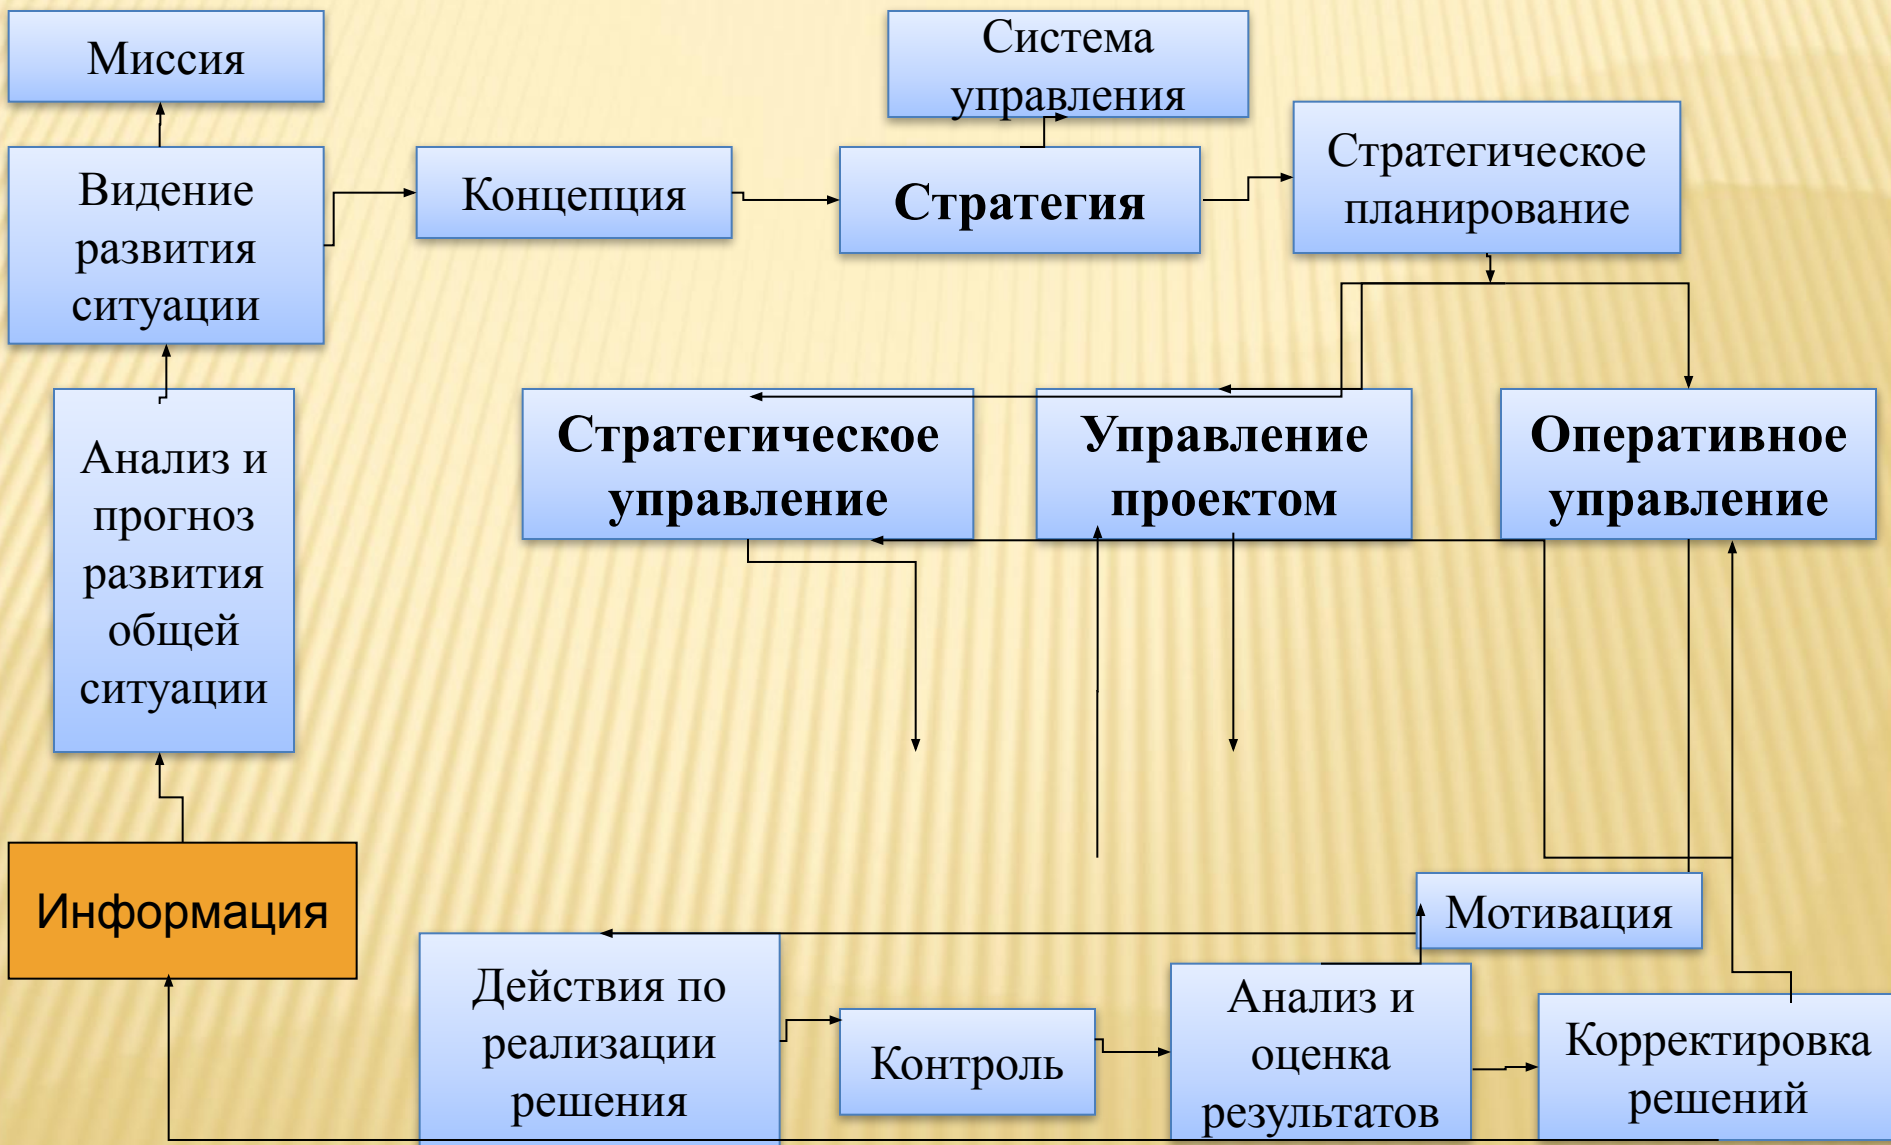 Миссия
Система
управления
Видение
развития
ситуации
Концепция
Стратегия
Стратегическое
планирование
Анализ и
прогноз
развития
общей
ситуации
Стратегическое
управление
Управление
проектом
Оперативное
управление
Информация
Мотивация
Действия по
реализации
решения
Контроль
Анализ и
оценка
результатов
Корректировка
решений